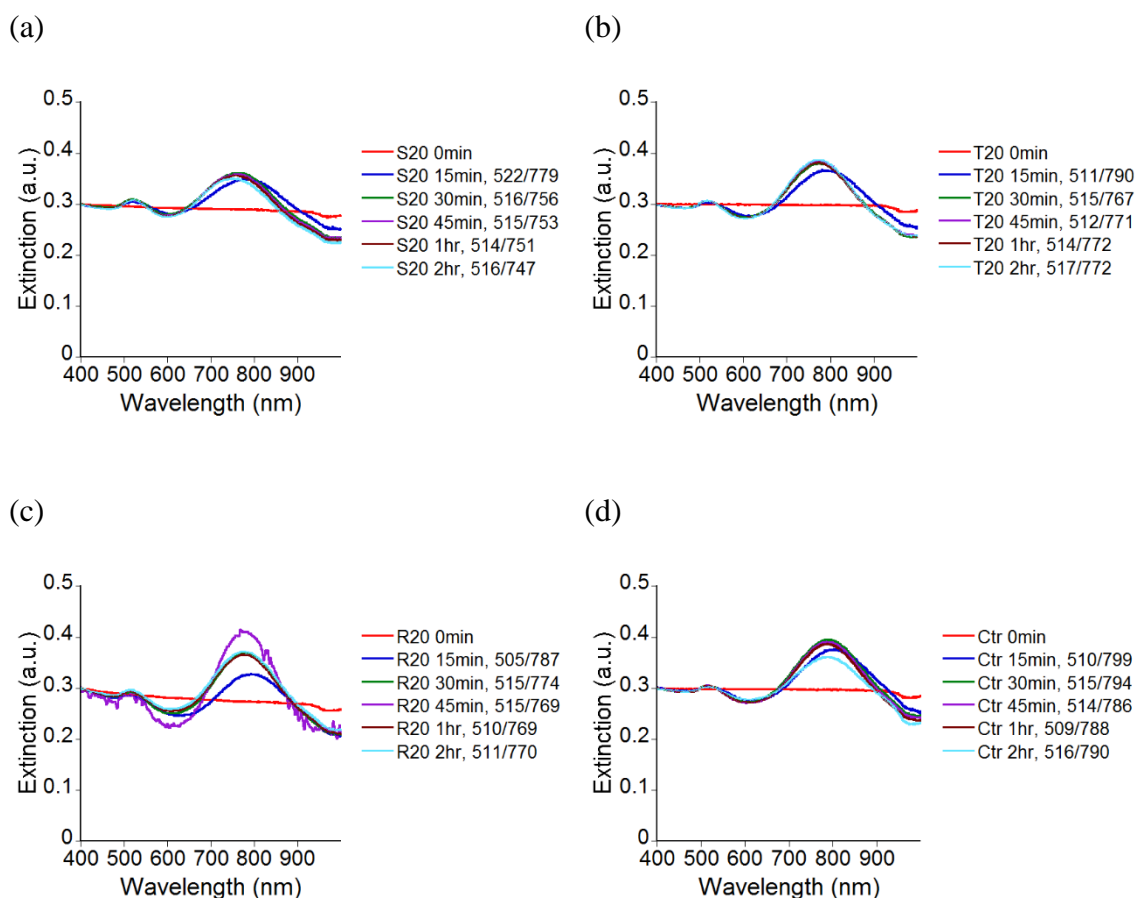 (a)
0.5
0.4
0.3
0.2
0.1
0
400 500 600 700 800 900
Extinction (a.u.)
Wavelength (nm)
S20 0min
S20 15min, 522/779
S20 30min, 516/756
S20 45min, 515/753
S20 1hr, 514/751
S20 2hr, 516/747
(b)
0.5
0.4
0.3
0.2
0.1
0
400 500 600 700 800 900
Extinction (a.u.)
Wavelength (nm)
T20 0min
T20 15min, 511/790
T20 30min, 515/767
T20 45min, 512/771
T20 1hr, 514/772
T20 2hr, 517/772
(c)
0.5
0.4
0.3
0.2
0.1
0
400 500 600 700 800 900
Extinction (a.u.)
Wavelength (nm)
R20 0min
R20 15min, 505/787
R20 30min, 515/774
R20 45min, 515/769
R20 1hr, 510/769
R20 2hr, 511/770
(d)
0.5
0.4
0.3
0.2
0.1
0
400 500 600 700 800 900
Extinction (a.u.)
Wavelength (nm)
Ctr 0min
Ctr 15min, 510/799
Ctr 30min, 515/794
Ctr 45min, 514/786
Ctr 1hr, 509/788
Ctr 2hr, 516/790